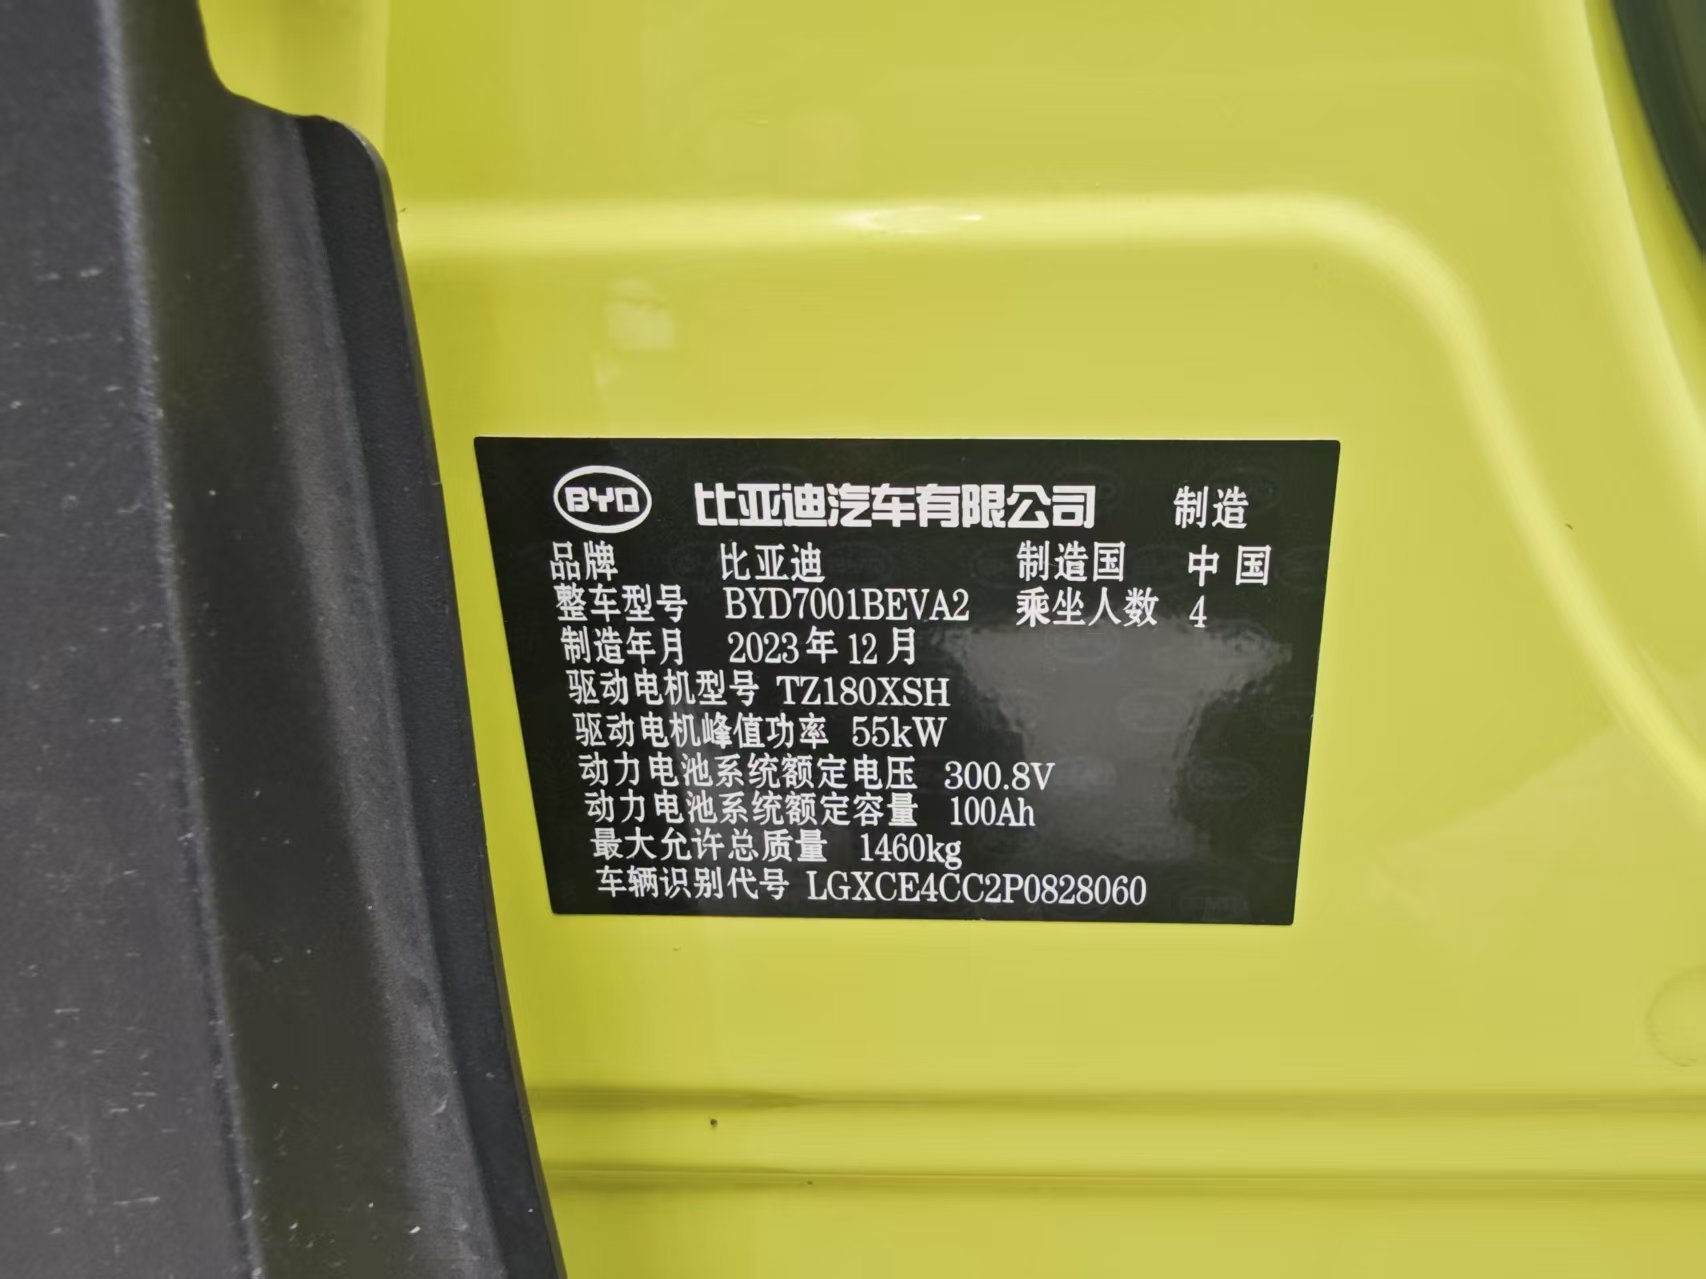 BYD 比亚迪汽车有限公司 制造
品牌 比亚迪 制造国 中国
整车型号 BYD7001BEVA2 乘坐人数 4
制造年月 2023年12月
驱动电机型号 TZ180XSH
驱动电机峰值功率 55kW
动力电池系统额定电压 300.8V
动力电池系统额定容量 100Ah
最大允许总质量 1460kg
车辆识别代号 LGXCE4CC2P0828060